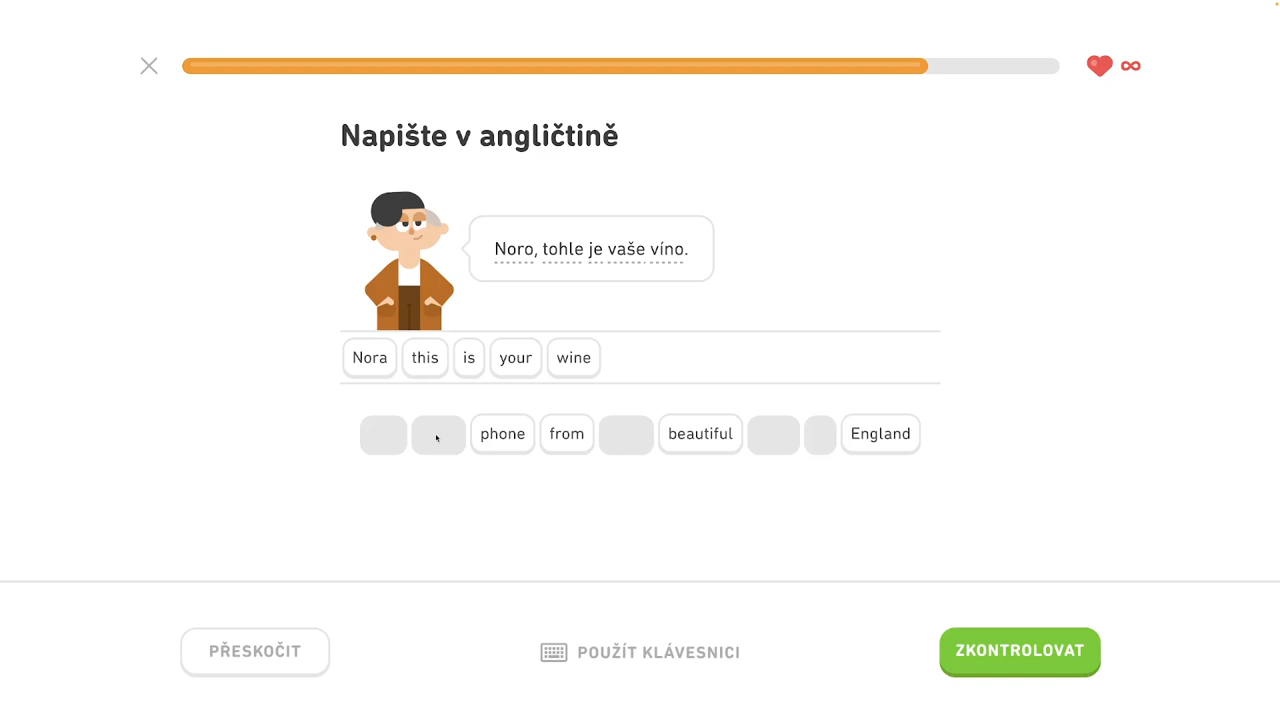 ∞
Napište v angličtině
Noro, tohle je vaše víno.
Nora this is your wine
phone from beautiful England
PŘESKOČIT POUŽÍT KLÁVESNICI ZKONTROLOVAT